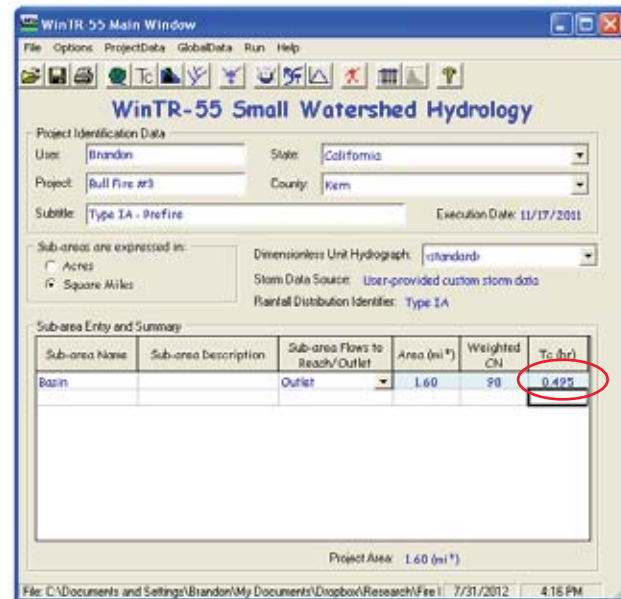 WinTR-55 Main Window
File Options ProjectData GlobalData Run Help
Tc
WinTR-55 Small Watershed Hydrology
Project Identification Data
User: Brandon State: California
Project: Bull Fire #3 County: Kern
Subtitle: Type IA - Prefire Execution Date: 11/17/2011
Sub-areas are expressed in:
Acres
Square Miles
Dimensionless Unit Hydrograph: <standard>
Storm Data Source: User-provided custom storm data
Rainfall Distribution Identifier: Type IA
Sub-area Entry and Summary
Sub-area Name Sub-area Description Sub-area Flows to Reach/Outlet Area (mi²) Weighted CN Tc (hr)
Basin Outlet 1.60 90 0.495
Project Area: 1.60 (mi²)
File: C:\Documents and Settings\Brandon\My Documents\Dropbox\Research\Fire 7/31/2012 4:16 PM